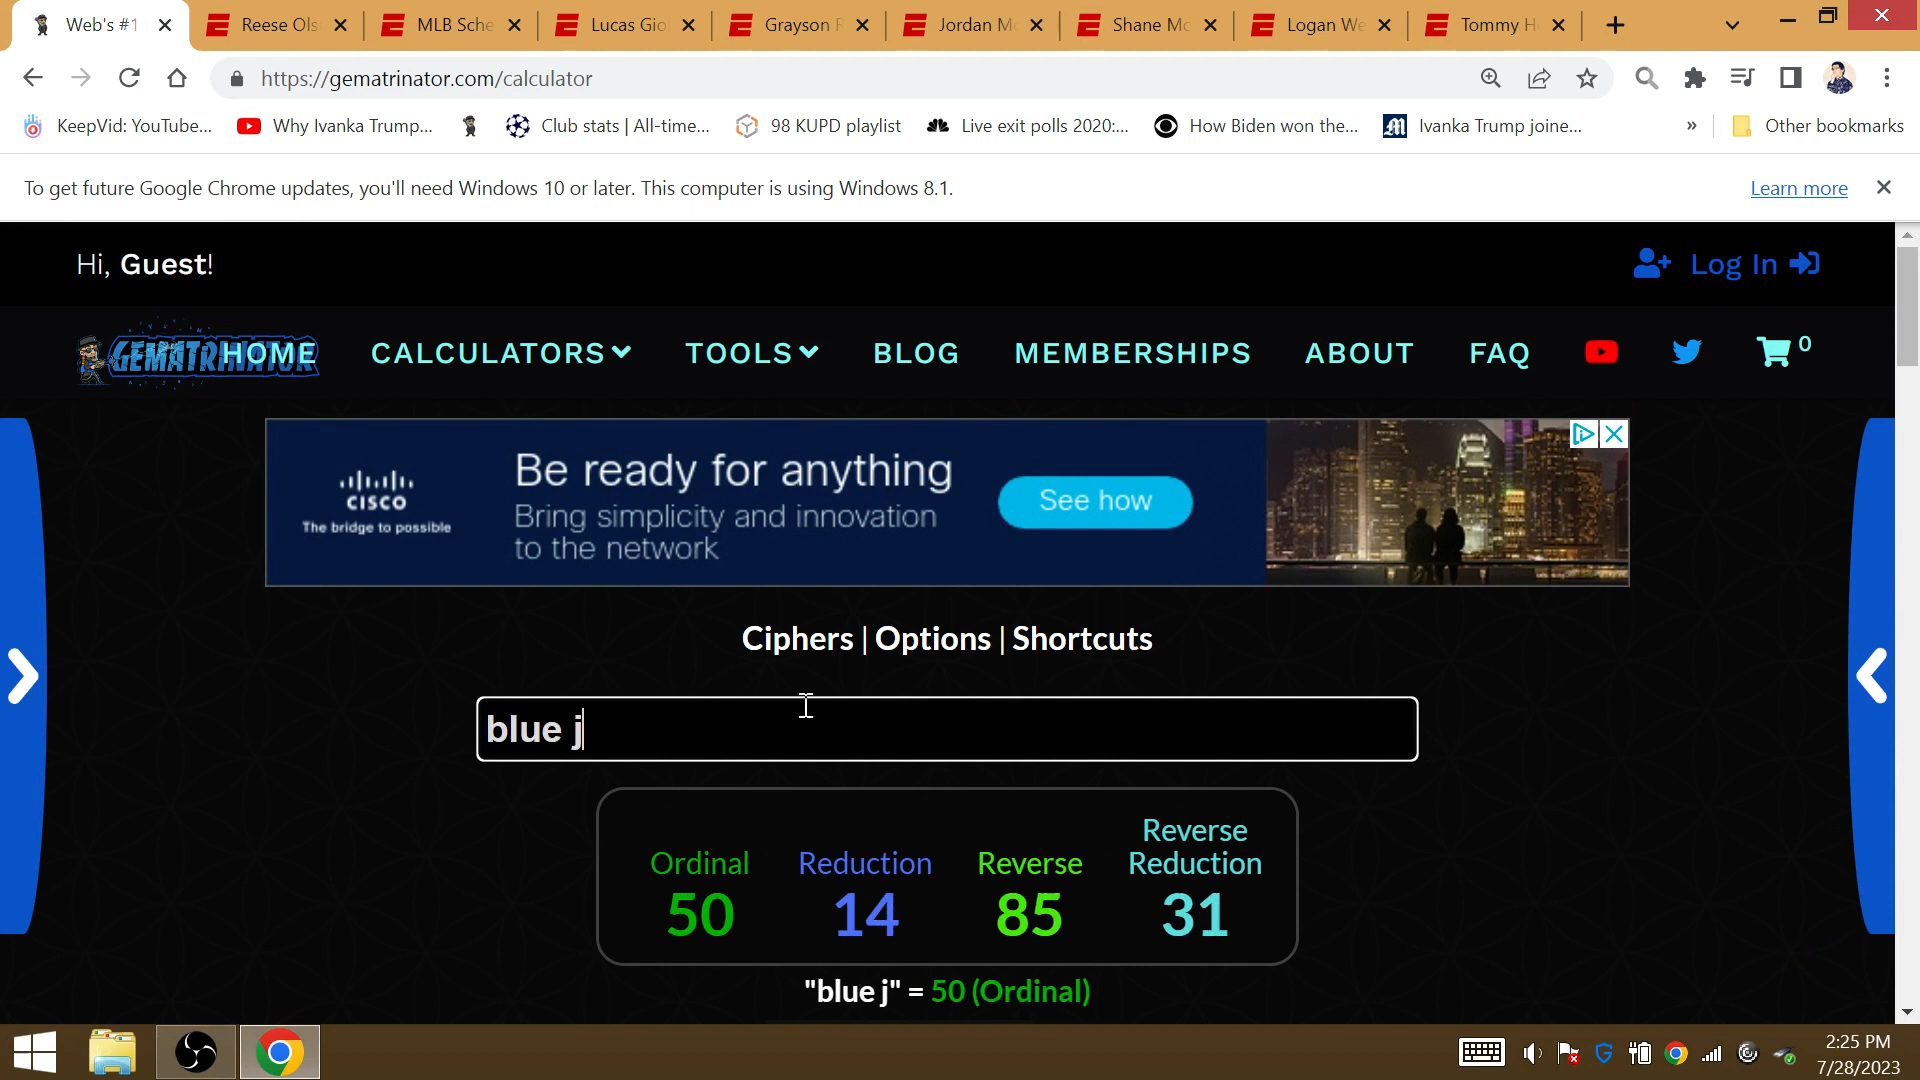 Web's #1
Reese Ols
MLB Sche
Lucas Gio
Grayson R
Jordan M
Shane Mc
Logan We
Tommy H
https://gematrinator.com/calculator
KeepVid: YouTube...
Why Ivanka Trump...
Club stats | All-time...
98 KUPD playlist
Live exit polls 2020:...
How Biden won the...
Ivanka Trump joine...
»
Other bookmarks
To get future Google Chrome updates, you'll need Windows 10 or later. This computer is using Windows 8.1.
Learn more
Hi, Guest!
Log In
GEMATRINATOR
HOME
CALCULATORS
TOOLS
BLOG
MEMBERSHIPS
ABOUT
FAQ
0
CISCO
The bridge to possible
Be ready for anything
Bring simplicity and innovation
to the network
See how
Ciphers | Options | Shortcuts
blue j
Ordinal
50
Reduction
14
Reverse
85
Reverse
Reduction
31
"blue j" = 50 (Ordinal)
2:25 PM
7/28/2023